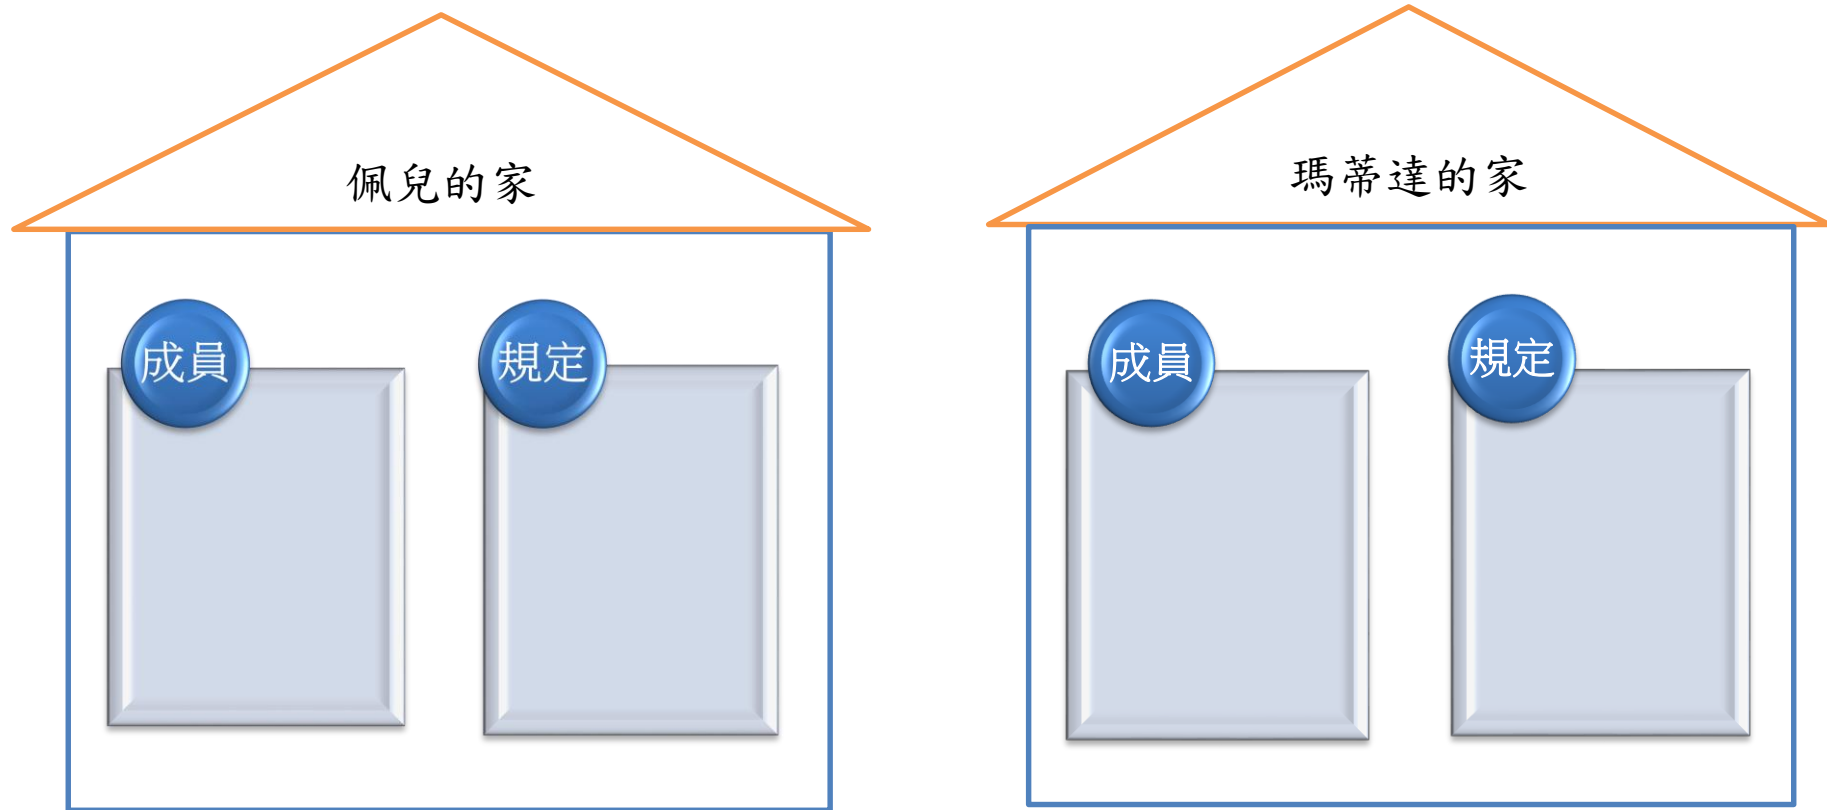 佩兒的家
成員
規定
瑪蒂達的家
成員
規定